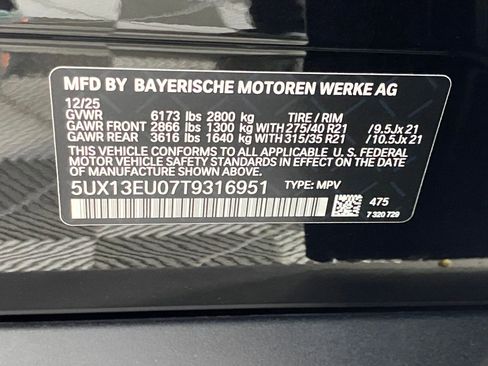 MFD BY BAYERISCHE MOTOREN WERKE AG
12/25
GVWR 6173 lbs 2800 kg TIRE / RIM
GAWR FRONT 2866 lbs 1300 kg WITH 275/40 R21 /9.5Jx 21
GAWR REAR 3616 lbs 1640 kg WITH 315/35 R21 /10.5Jx 21
THIS VEHICLE CONFORMS TO ALL APPLICABLE U.S. FEDERAL
MOTOR VEHICLE SAFETY STANDARDS IN EFFECT ON THE DATE
OF MANUFACTURE SHOWN ABOVE.
5UX13EU07T9316951 TYPE: MPV
475
7 320 729